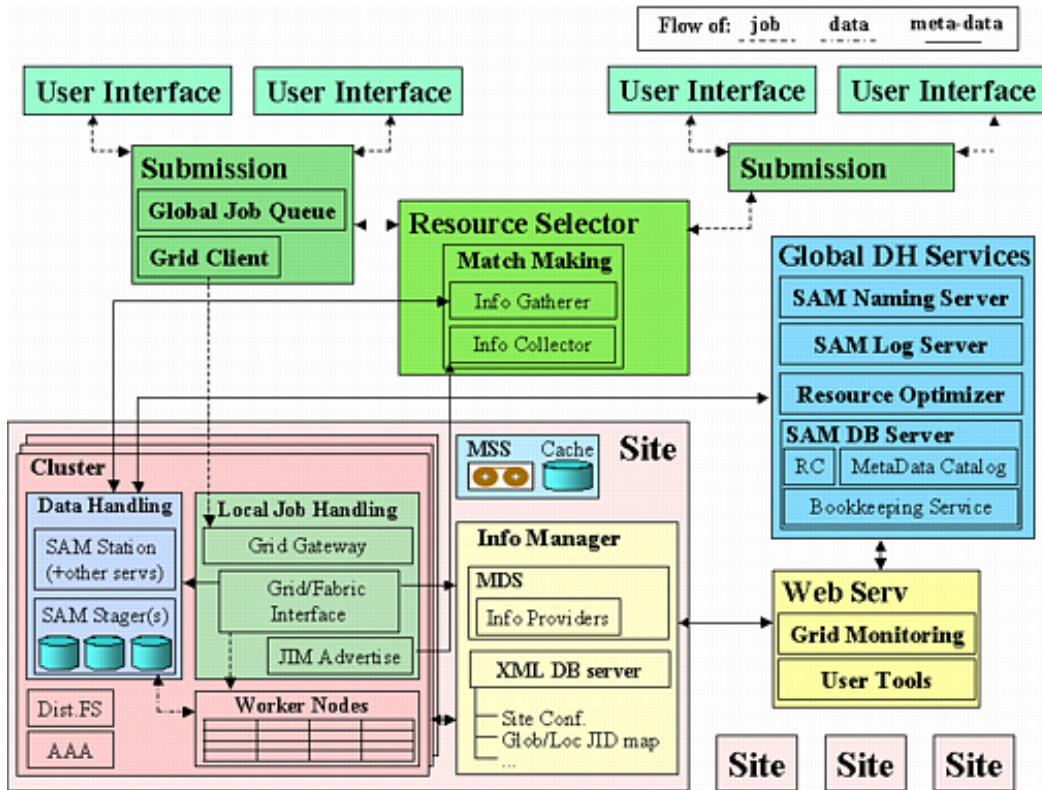 Flow of: job data meta-data
User Interface
User Interface
User Interface
User Interface
Submission
Global Job Queue
Grid Client
Submission
Resource Selector
Match Making
Info Gatherer
Info Collector
Global DH Services
SAM Naming Server
SAM Log Server
Resource Optimizer
SAM DB Server
RC
MetaData Catalog
Bookkeeping Service
Site
MSS
Cache
Cluster
Data Handling
SAM Station
(+other servs)
SAM Stager(s)
Local Job Handling
Grid Gateway
Grid/Fabric
Interface
JIM Advertise
Dist.FS
AAA
Worker Nodes
Info Manager
MDS
Info Providers
XML DB server
Site Conf.
Glob/Loc JID map
...
Web Serv
Grid Monitoring
User Tools
Site
Site
Site